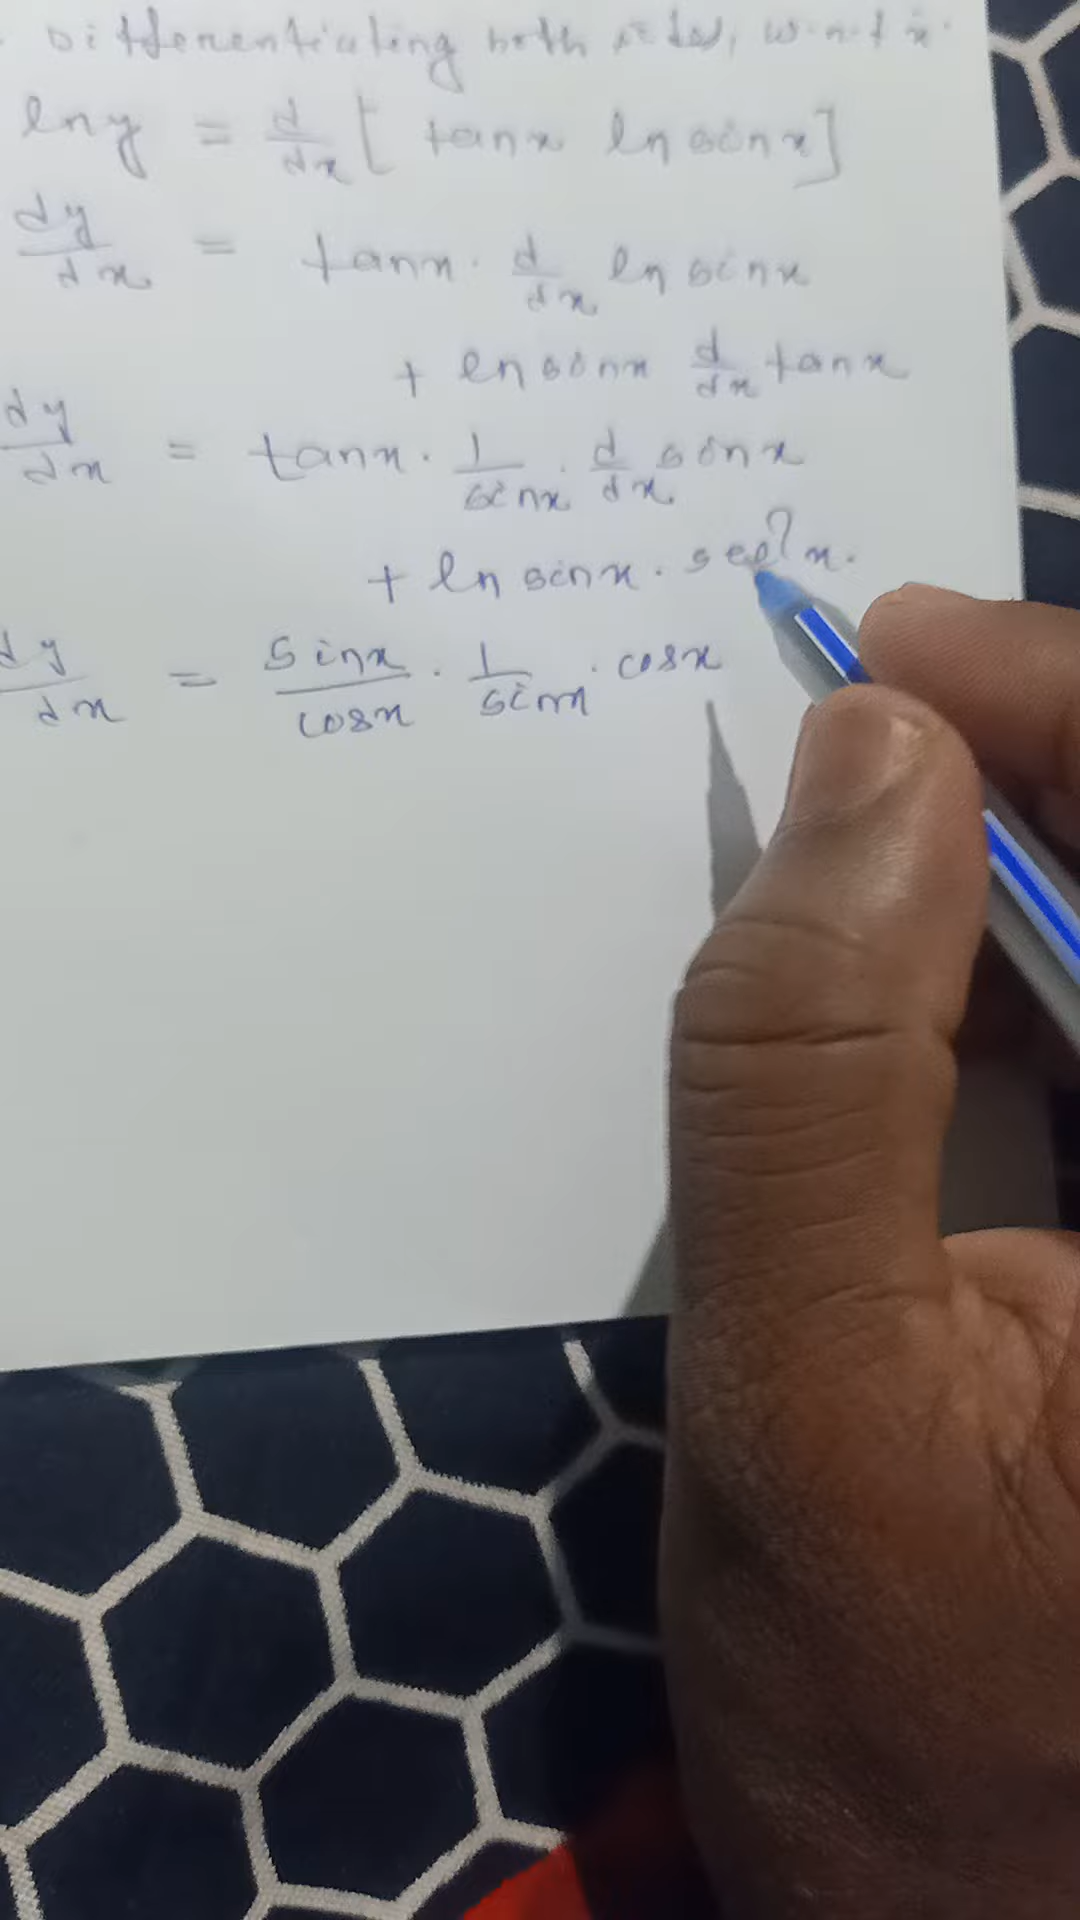 Differentiating both sides, w.r.t x.
ln y = d/dx [ tan x ln sin x ]
dy/dx = tan x · d/dx ln sin x
+ ln sin x d/dx tan x
dy/dx = tan x · 1/sin x · d/dx sin x
+ ln sin x · sec² x.
dy/dx = sin x/cos x · 1/sin x · cos x